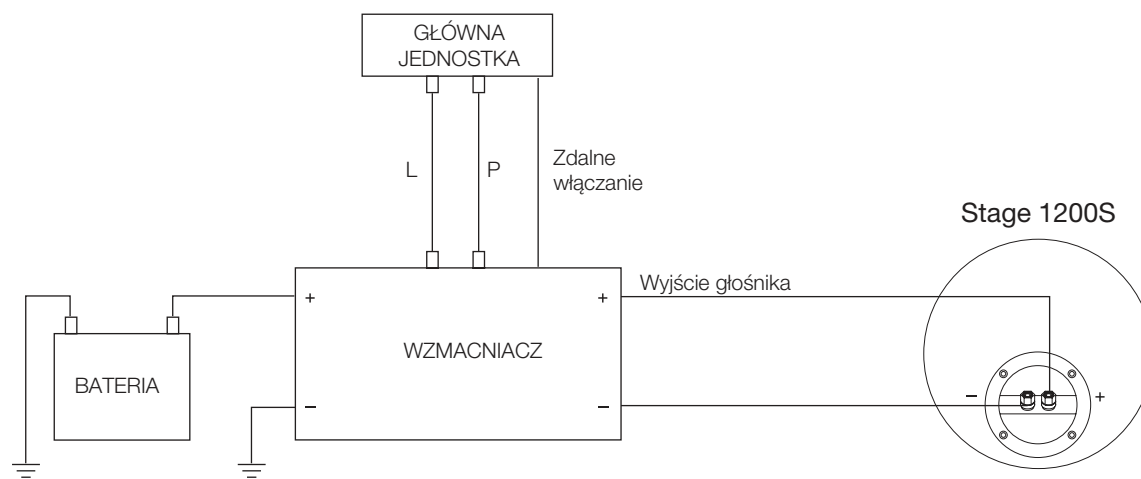 GŁÓWNA
JEDNOSTKA
L
P
Zdalne
włączanie
Stage 1200S
Wyjście głośnika
+
+
WZMACNIACZ
BATERIA
–
–
–
+